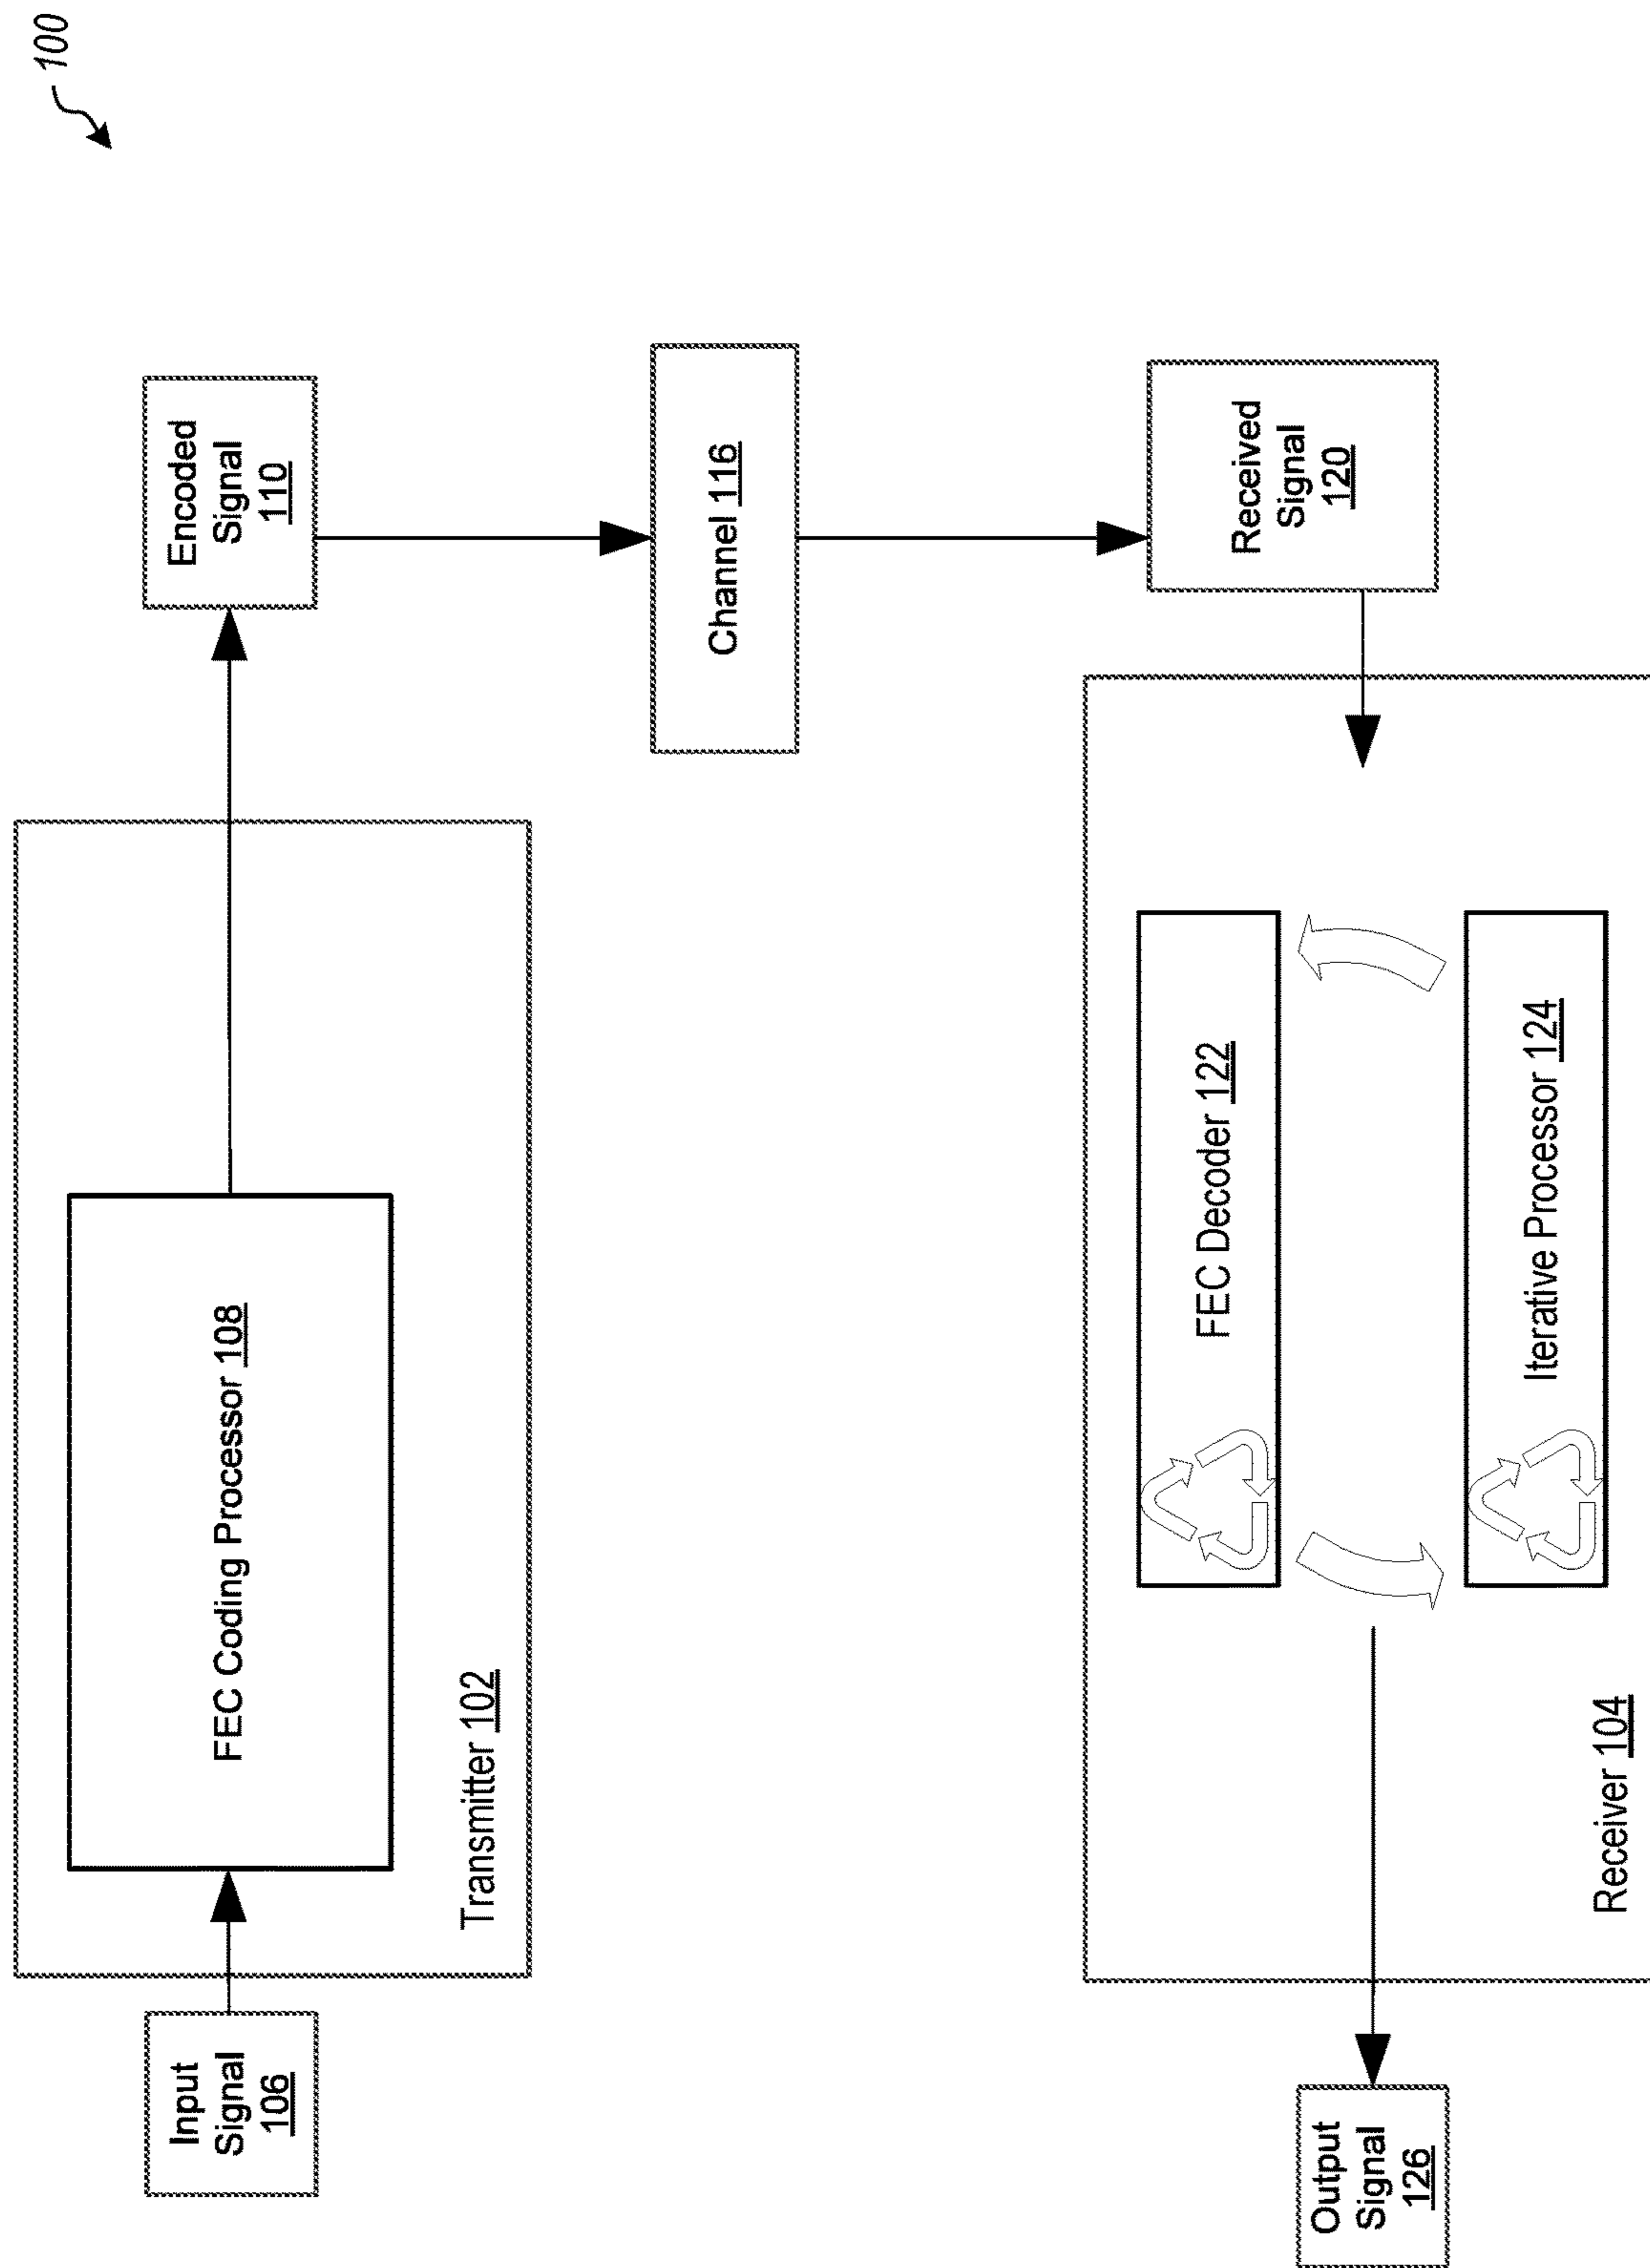 100
Input
Signal
106
FEC Coding Processor 108
Transmitter 102
Encoded
Signal
110
Channel 116
Received
Signal
120
FEC Decoder 122
Iterative Processor 124
Receiver 104
Output
Signal
126